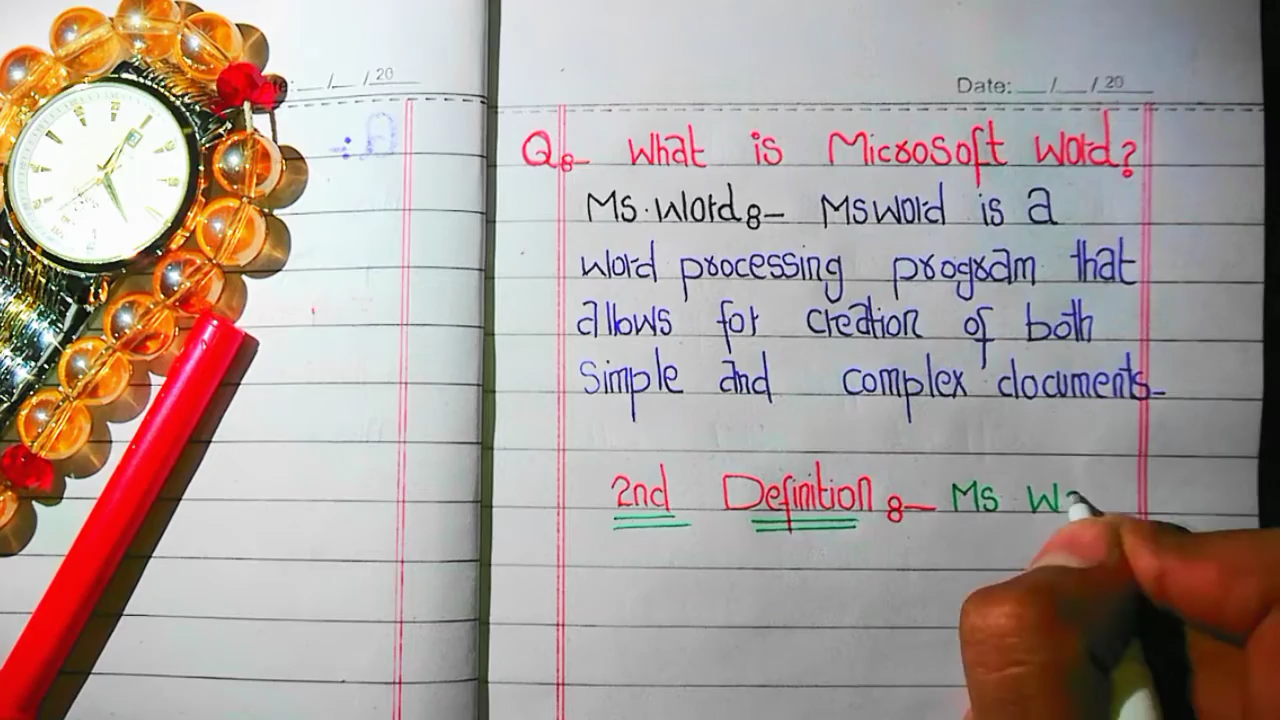 Date: __/__/20__
Q:- What is Microsoft Word?
Ms.Word:- MsWord is a
word processing program that
allows for creation of both
Simple and complex documents-
2nd Definition:- Ms W